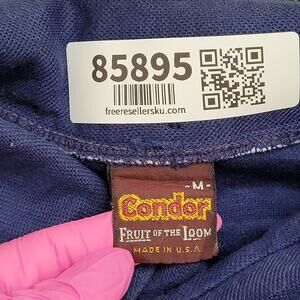 85895
freeresellersku.com
-M-
Condor
FRUIT OF THE LOOM
MADE IN U.S.A